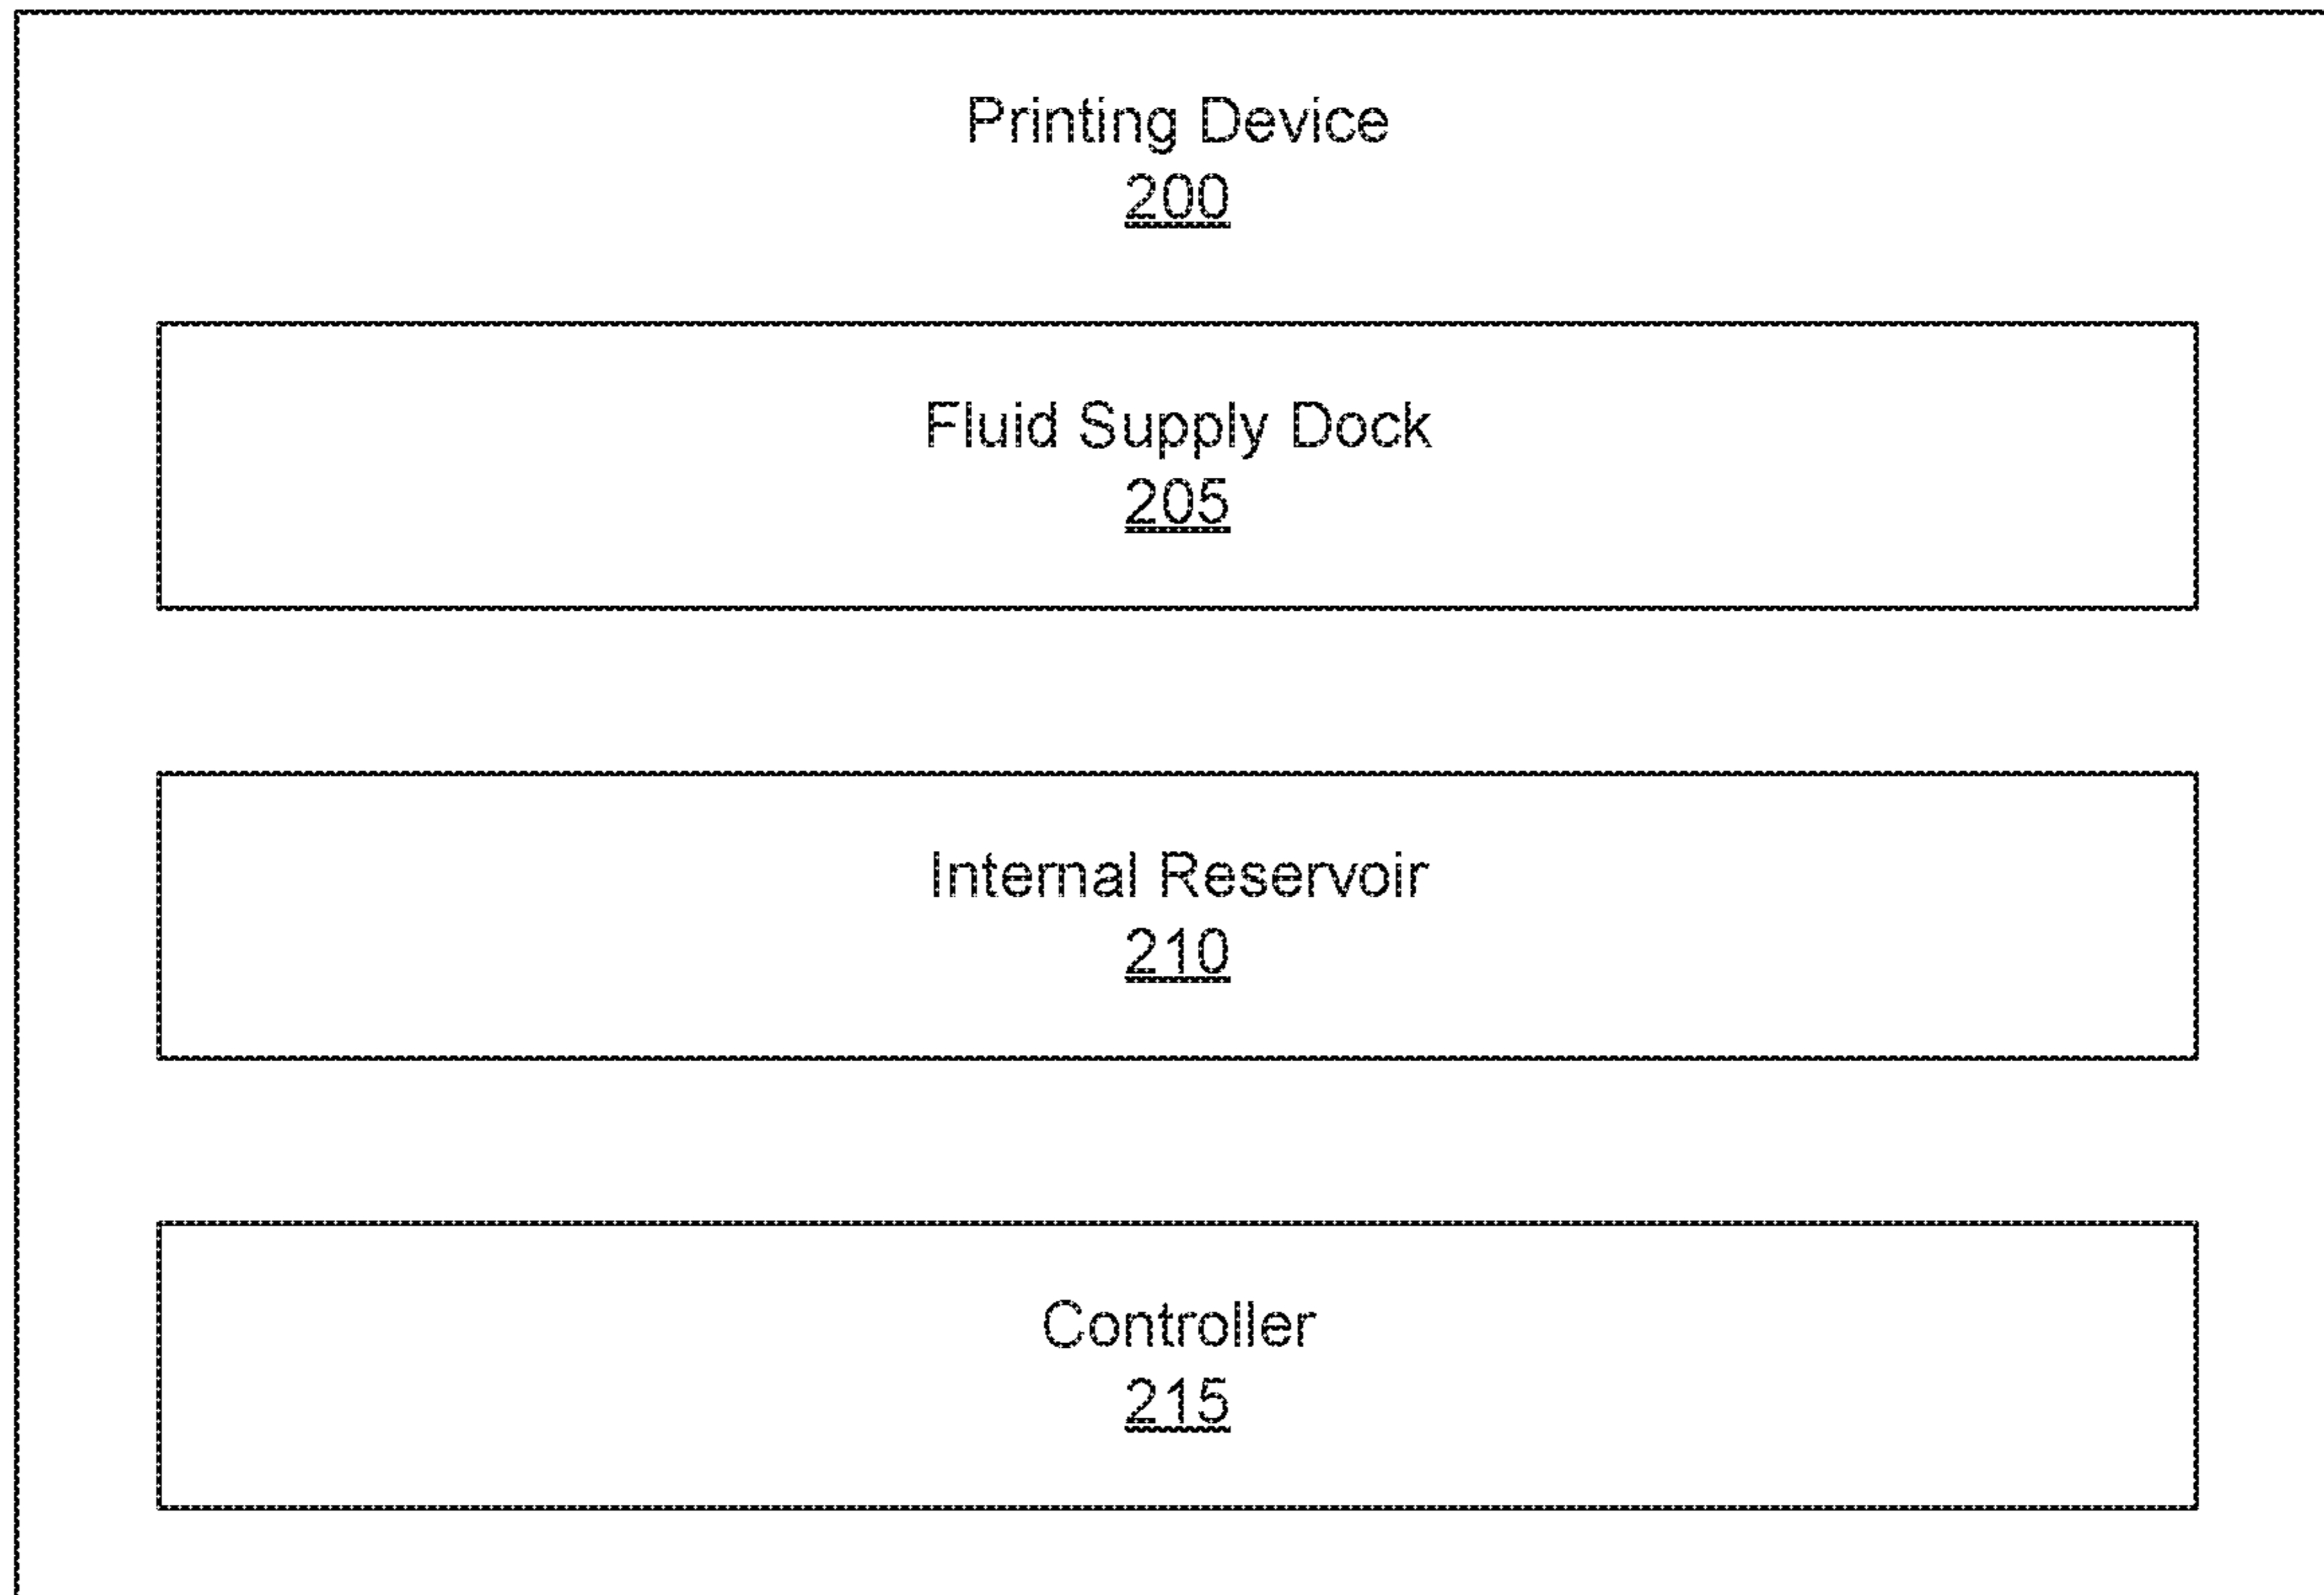 Printing Device
200
Fluid Supply Dock
205
Internal Reservoir
210
Controller
215